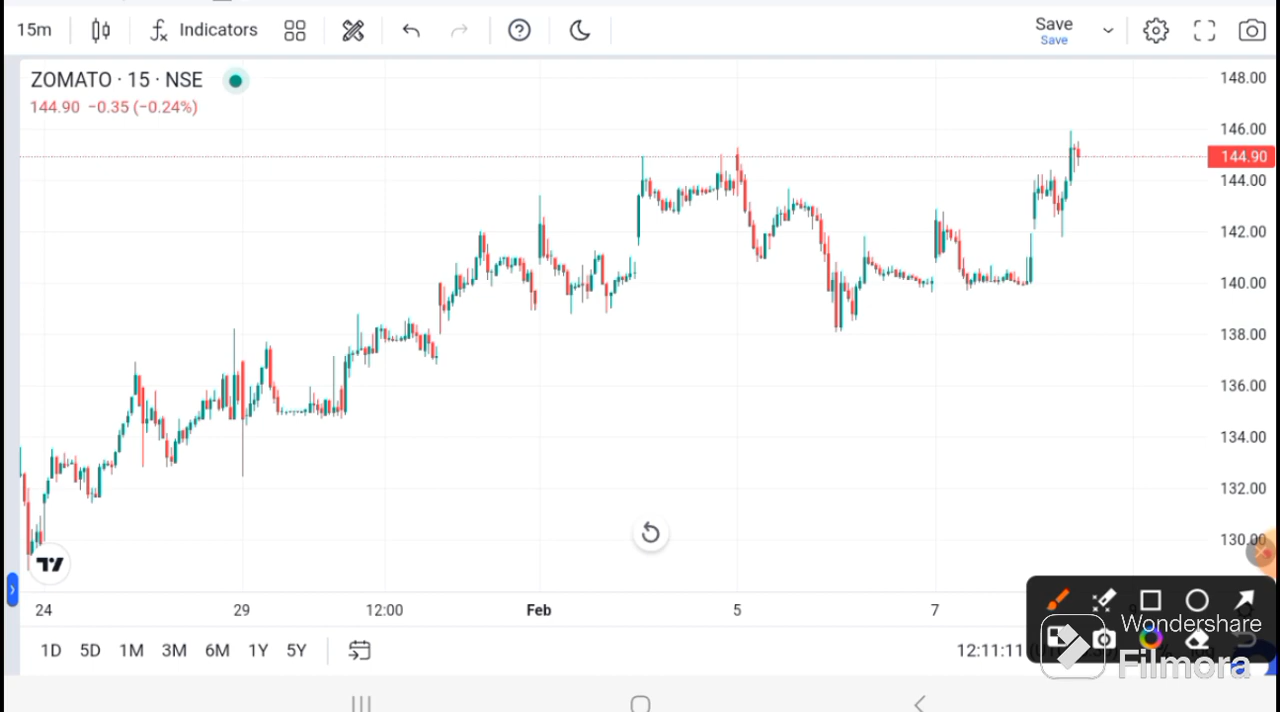 15m
Indicators
Save
Save
ZOMATO · 15 · NSE
144.90 −0.35 (−0.24%)
148.00
146.00
144.90
144.00
142.00
140.00
138.00
136.00
134.00
132.00
130.00
24 29 12:00 Feb 5 7
1D 5D 1M 3M 6M 1Y 5Y
12:11:11
Wondershare
Filmora